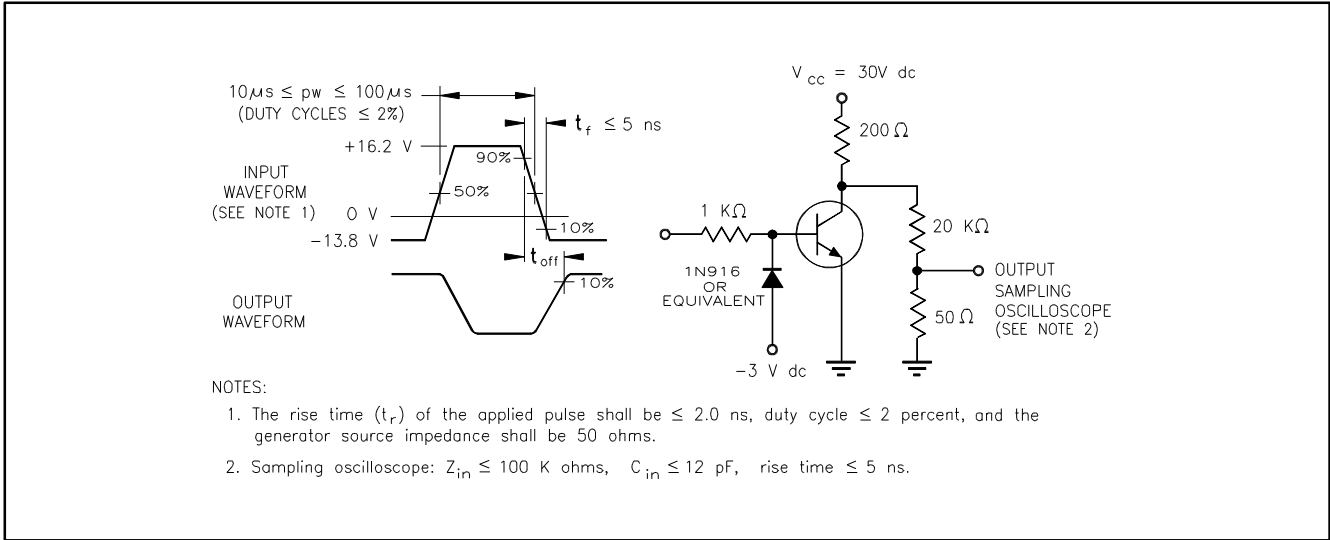 10μs ≤ pw ≤ 100μs
(DUTY CYCLES ≤ 2%)
t_f ≤ 5 ns
+16.2 V
90%
INPUT
WAVEFORM
(SEE NOTE 1)
50%
0 V
10%
-13.8 V
t_off
10%
OUTPUT
WAVEFORM
V_CC = 30V dc
200 Ω
1 KΩ
20 KΩ
1N916
OR
EQUIVALENT
OUTPUT
SAMPLING
OSCILLOSCOPE
(SEE NOTE 2)
50 Ω
-3 V dc
NOTES:
1. The rise time (t_r) of the applied pulse shall be ≤ 2.0 ns, duty cycle ≤ 2 percent, and the
generator source impedance shall be 50 ohms.
2. Sampling oscilloscope: Z_in ≤ 100 K ohms, C_in ≤ 12 pF, rise time ≤ 5 ns.